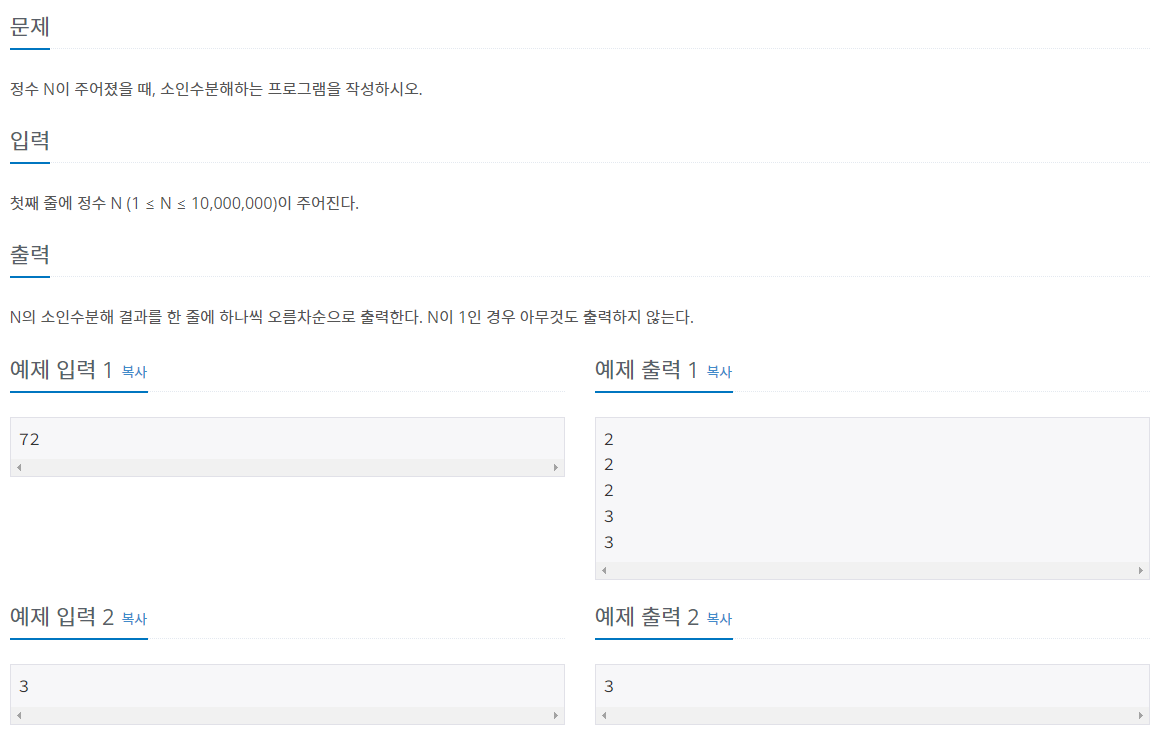 문제
정수 N이 주어졌을 때, 소인수분해하는 프로그램을 작성하시오.
입력
첫째 줄에 정수 N (1 ≤ N ≤ 10,000,000)이 주어진다.
출력
N의 소인수분해 결과를 한 줄에 하나씩 오름차순으로 출력한다. N이 1인 경우 아무것도 출력하지 않는다.
예제 입력 1 복사
72
예제 출력 1 복사
2
2
2
3
3
예제 입력 2 복사
3
예제 출력 2 복사
3